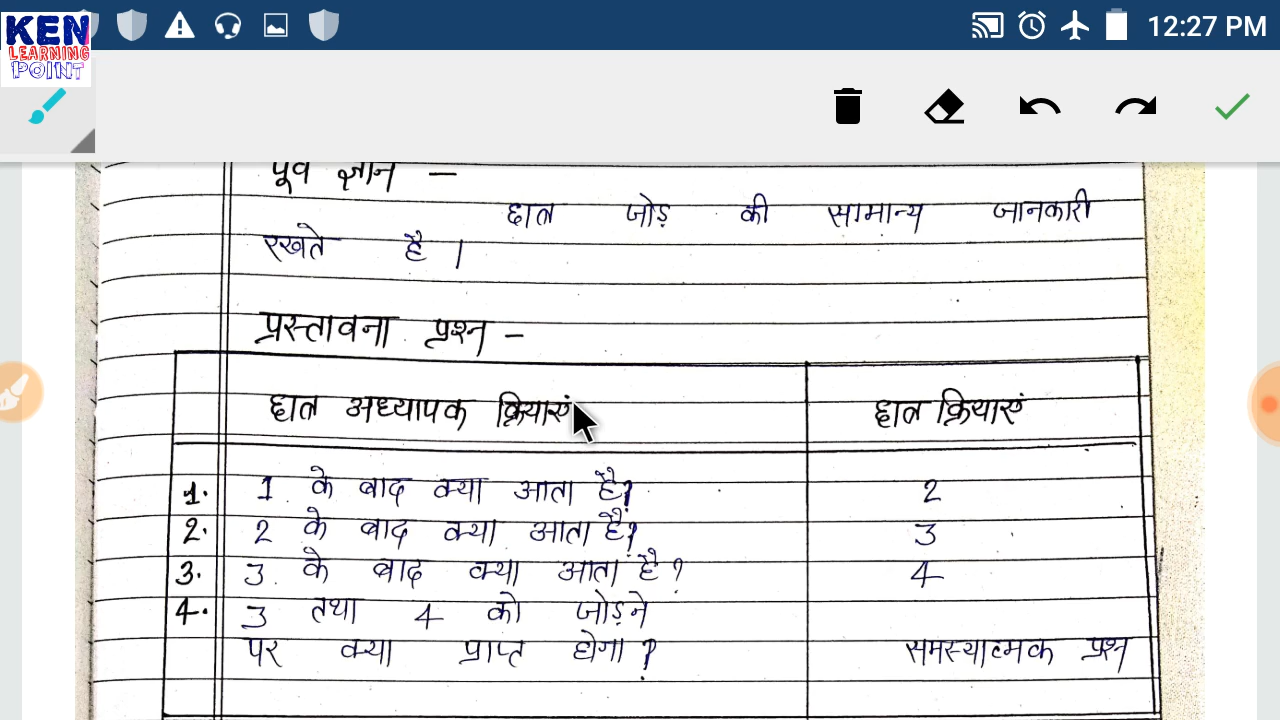 KEN
LEARNING
POINT
12:27 PM
पूर्व ज्ञान –
छात्र जोड़ की सामान्य जानकारी
रखते है ।
प्रस्तावना प्रश्न –
छात्र अध्यापक क्रियाएं छात्र क्रियाएं
1. 1 के बाद क्या आता है? 2
2. 2 के बाद क्या आता है? 3
3. 3 के बाद क्या आता है ? 4
4. 3 तथा 4 को जोड़ने
पर क्या प्राप्त होगा ? समस्यात्मक प्रश्न